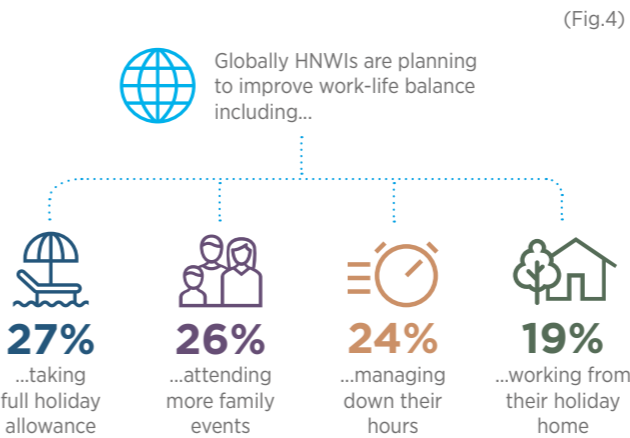 (Fig.4)
Globally HNWIs are planning
to improve work-life balance
including...
27%
...taking
full holiday
allowance
26%
...attending
more family
events
24%
...managing
down their
hours
19%
...working from
their holiday
home